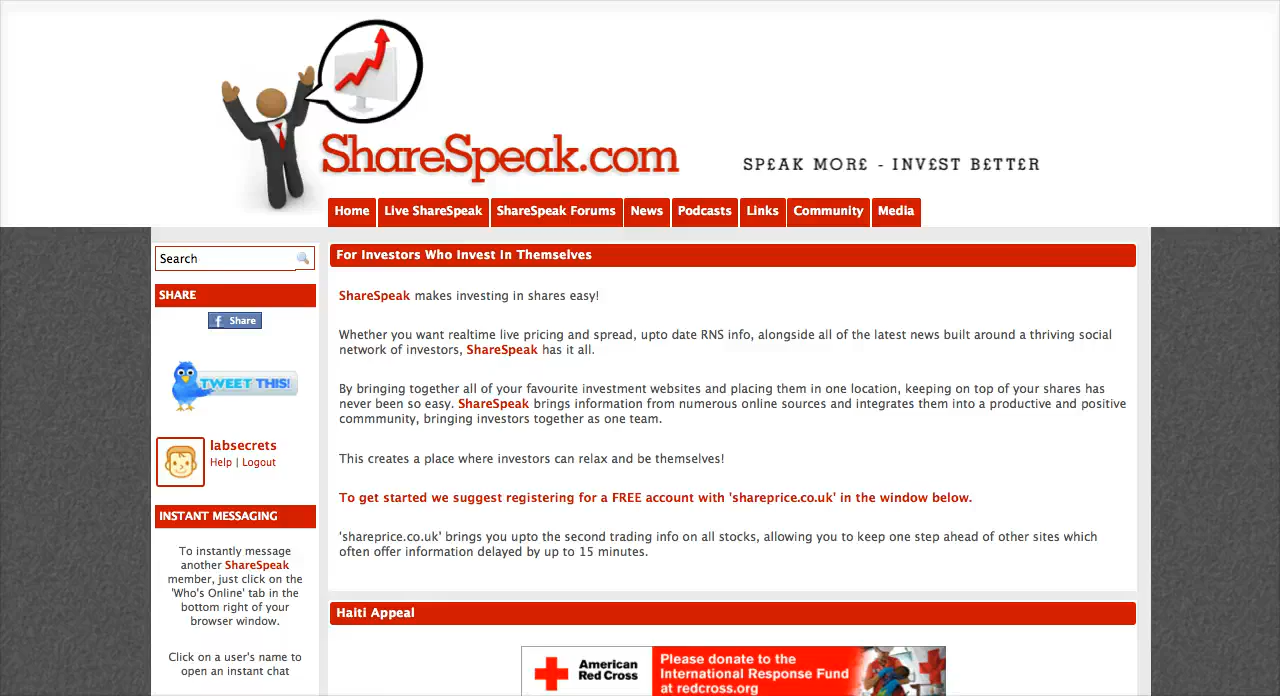 ShareSpeak.com
SP£AK MOR£ - INV£ST B£TT£R
Home Live ShareSpeak ShareSpeak Forums News Podcasts Links Community Media
Search
SHARE
f Share
TWEET THIS!
labsecrets
Help | Logout
INSTANT MESSAGING
To instantly message
another ShareSpeak
member, just click on the
'Who's Online' tab in the
bottom right of your
browser window.
Click on a user's name to
open an instant chat
For Investors Who Invest In Themselves
ShareSpeak makes investing in shares easy!
Whether you want realtime live pricing and spread, upto date RNS info, alongside all of the latest news built around a thriving social
network of investors, ShareSpeak has it all.
By bringing together all of your favourite investment websites and placing them in one location, keeping on top of your shares has
never been so easy. ShareSpeak brings information from numerous online sources and integrates them into a productive and positive
commmunity, bringing investors together as one team.
This creates a place where investors can relax and be themselves!
To get started we suggest registering for a FREE account with 'shareprice.co.uk' in the window below.
'shareprice.co.uk' brings you upto the second trading info on all stocks, allowing you to keep one step ahead of other sites which
often offer information delayed by up to 15 minutes.
Haiti Appeal
American
Red Cross
Please donate to the
International Response Fund
at redcross.org